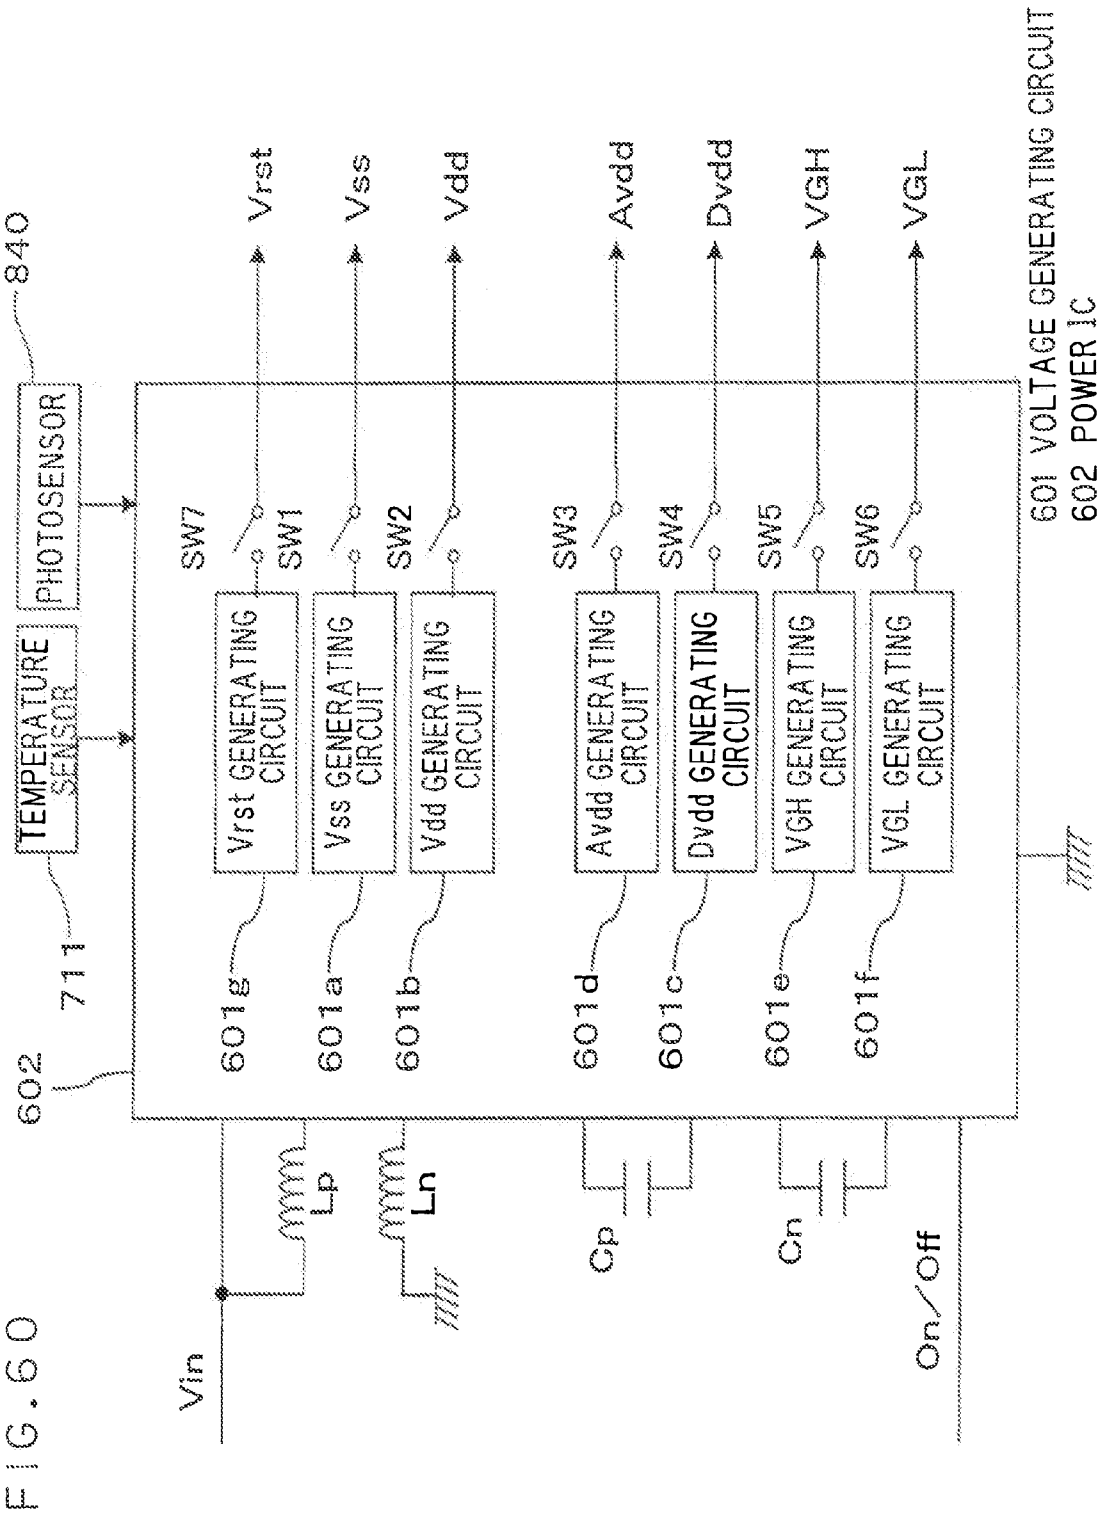 FIG.60
602
711
TEMPERATURE
SENSOR
PHOTOSENSOR
840
Vin
Lp
Ln
Cp
Cn
On/Off
601g
Vrst GENERATING
CIRCUIT
SW7
Vrst
601a
Vss GENERATING
CIRCUIT
SW1
Vss
601b
Vdd GENERATING
CIRCUIT
SW2
Vdd
601d
Avdd GENERATING
CIRCUIT
SW3
Avdd
601c
Dvdd GENERATING
CIRCUIT
SW4
Dvdd
601e
VGH GENERATING
CIRCUIT
SW5
VGH
601f
VGL GENERATING
CIRCUIT
SW6
VGL
601 VOLTAGE GENERATING CIRCUIT
602 POWER IC